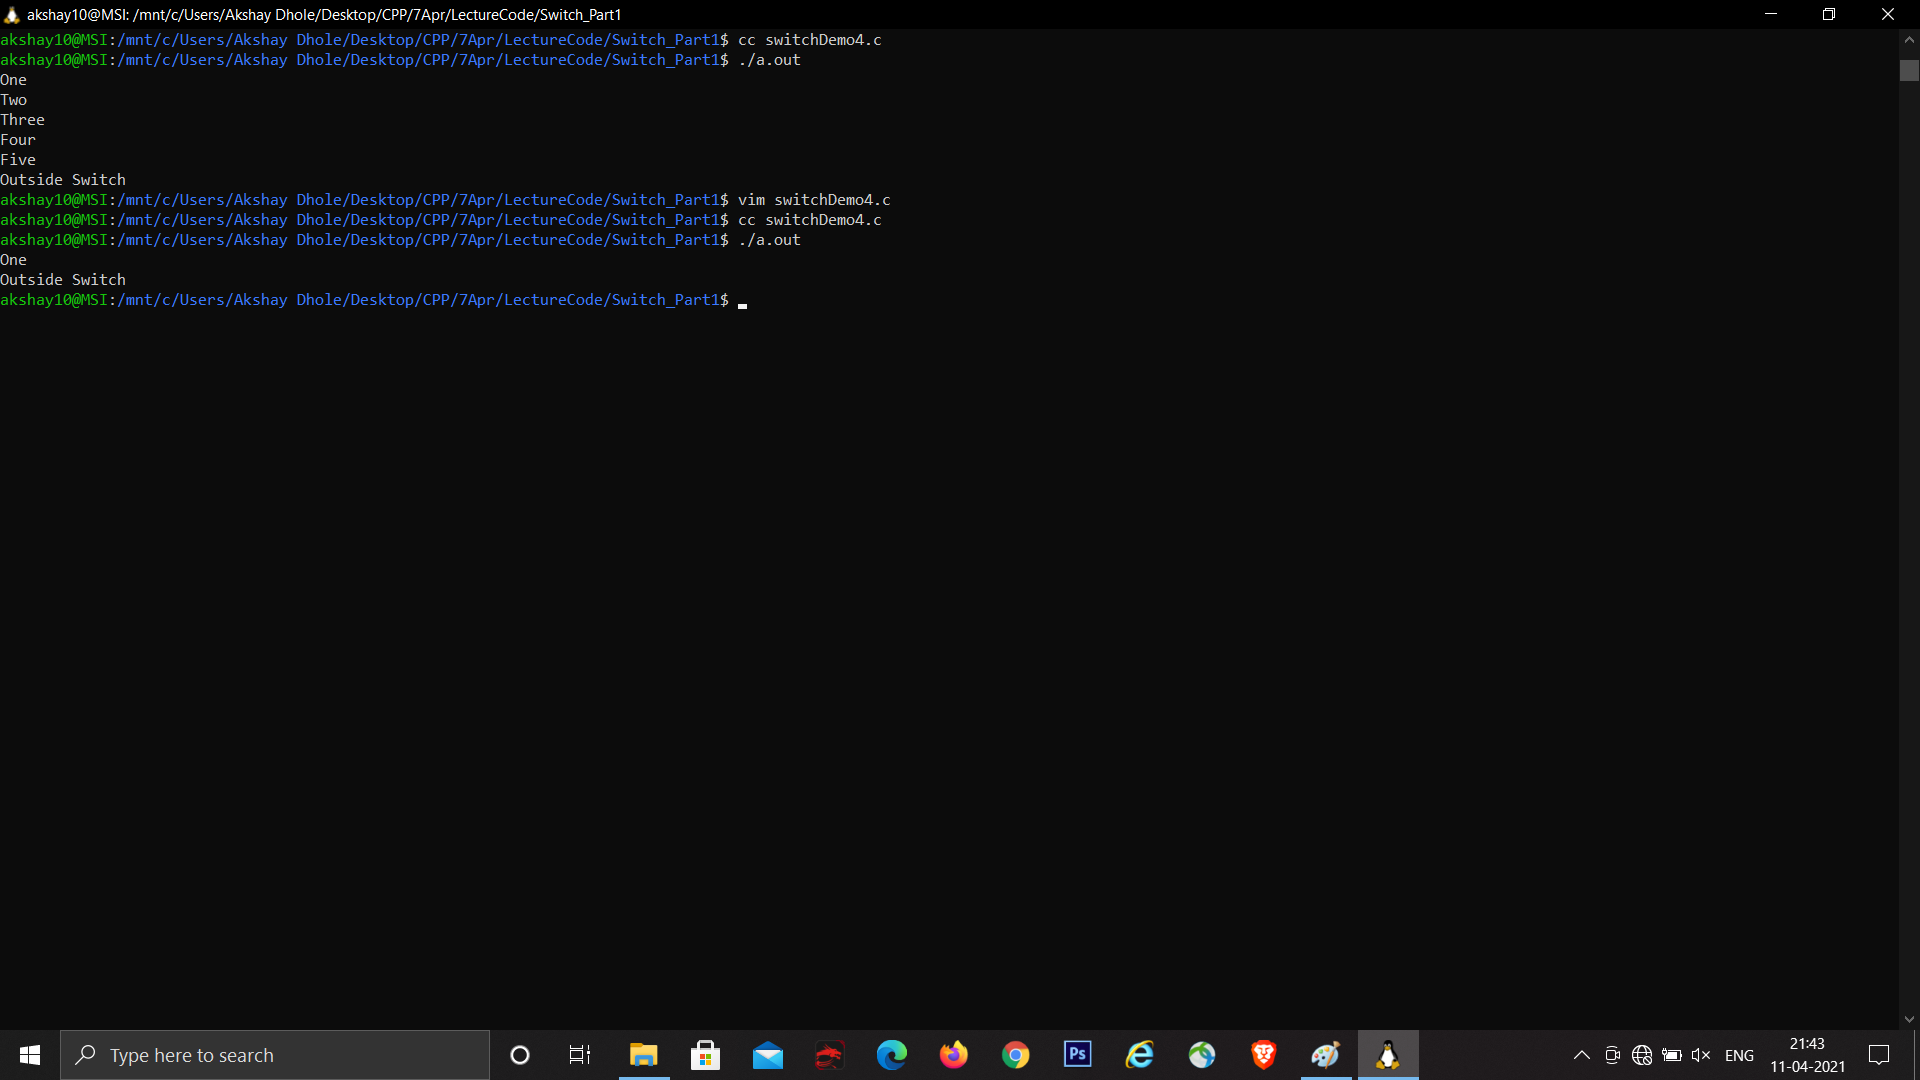 akshay10@MSI: /mnt/c/Users/Akshay Dhole/Desktop/CPP/7Apr/LectureCode/Switch_Part1
akshay10@MSI:/mnt/c/Users/Akshay Dhole/Desktop/CPP/7Apr/LectureCode/Switch_Part1$ cc switchDemo4.c
akshay10@MSI:/mnt/c/Users/Akshay Dhole/Desktop/CPP/7Apr/LectureCode/Switch_Part1$ ./a.out
One
Two
Three
Four
Five
Outside Switch
akshay10@MSI:/mnt/c/Users/Akshay Dhole/Desktop/CPP/7Apr/LectureCode/Switch_Part1$ vim switchDemo4.c
akshay10@MSI:/mnt/c/Users/Akshay Dhole/Desktop/CPP/7Apr/LectureCode/Switch_Part1$ cc switchDemo4.c
akshay10@MSI:/mnt/c/Users/Akshay Dhole/Desktop/CPP/7Apr/LectureCode/Switch_Part1$ ./a.out
One
Outside Switch
akshay10@MSI:/mnt/c/Users/Akshay Dhole/Desktop/CPP/7Apr/LectureCode/Switch_Part1$
Type here to search
Ps
ENG
21:43
11-04-2021